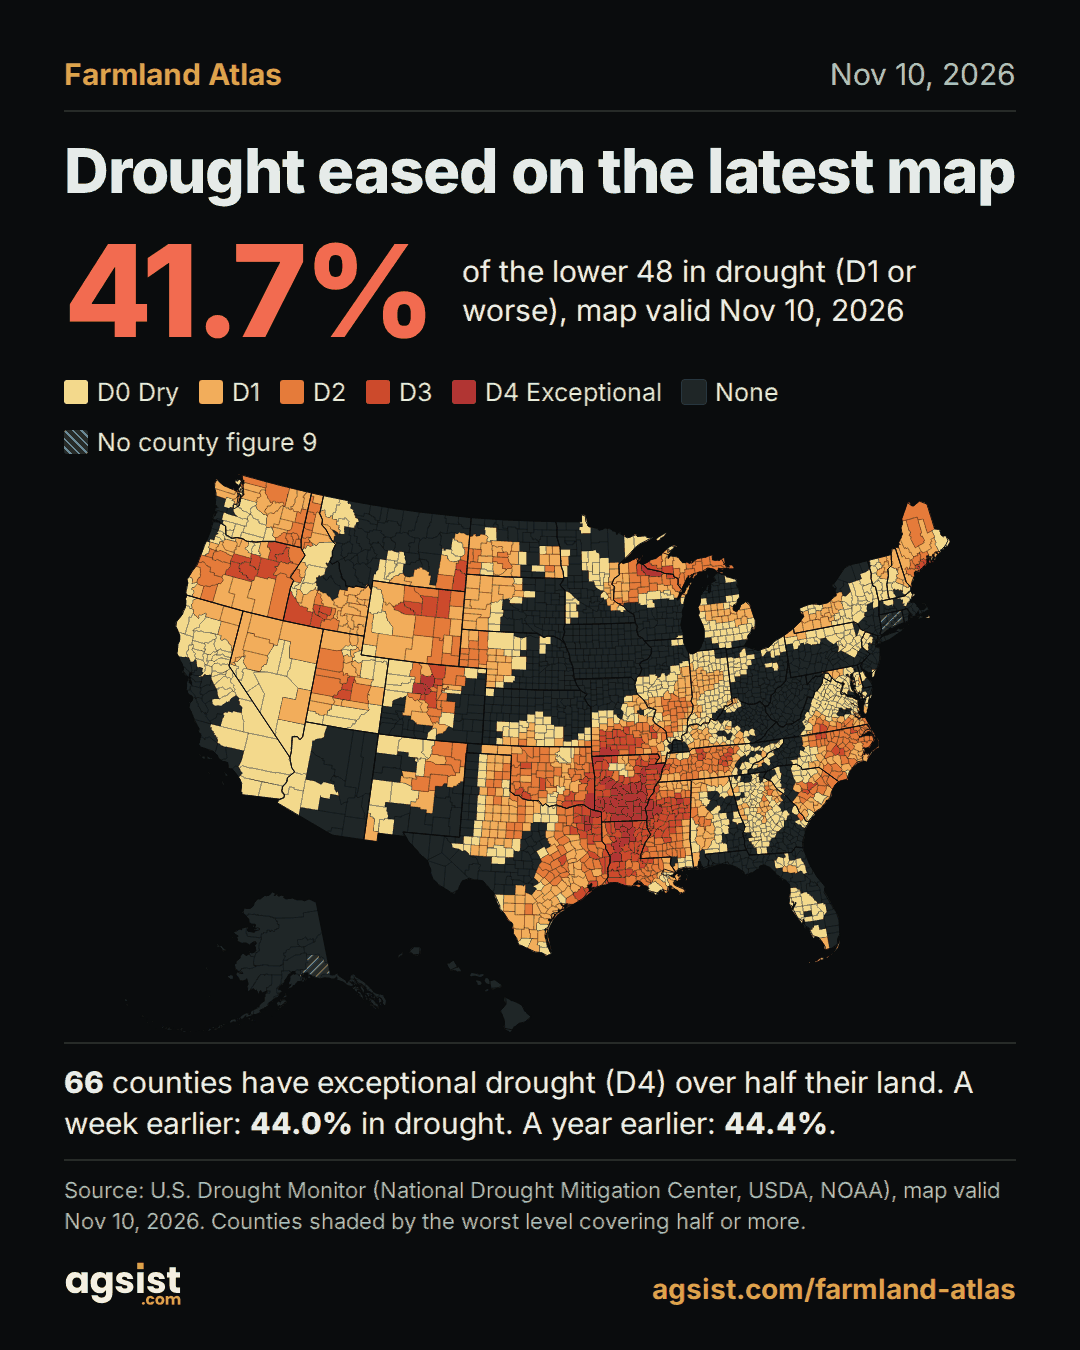 Farmland Atlas
Nov 10, 2026
Drought eased on the latest map
41.7%
of the lower 48 in drought (D1 or
worse), map valid Nov 10, 2026
D0 Dry D1 D2 D3 D4 Exceptional None
No county figure 9
66 counties have exceptional drought (D4) over half their land. A
week earlier: 44.0% in drought. A year earlier: 44.4%.
Source: U.S. Drought Monitor (National Drought Mitigation Center, USDA, NOAA), map valid
Nov 10, 2026. Counties shaded by the worst level covering half or more.
agsist
.com
agsist.com/farmland-atlas